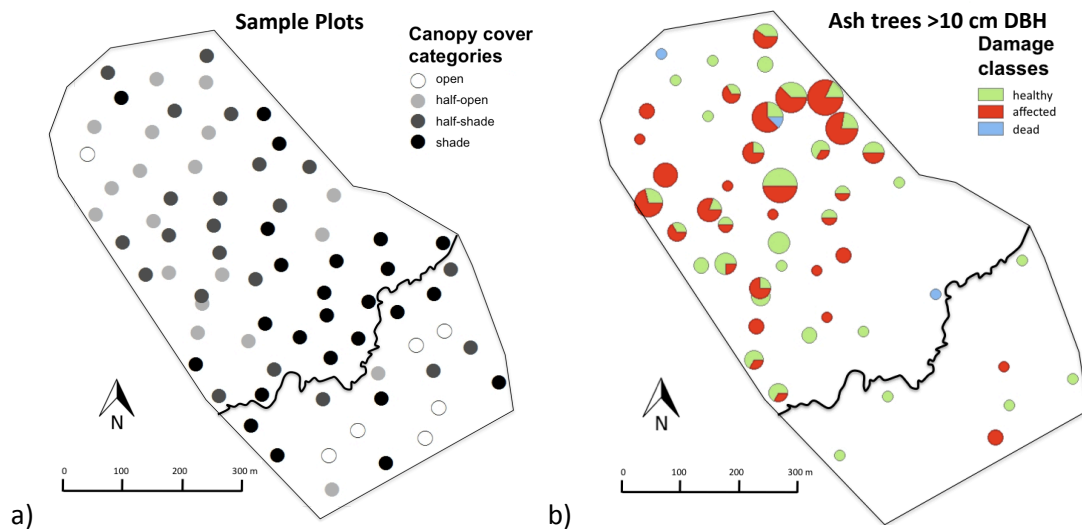 Sample Plots
Canopy cover
categories
open
half-open
half-shade
shade
N
0 100 200 300 m
a)
Ash trees >10 cm DBH
Damage
classes
healthy
affected
dead
N
0 100 200 300 m
b)